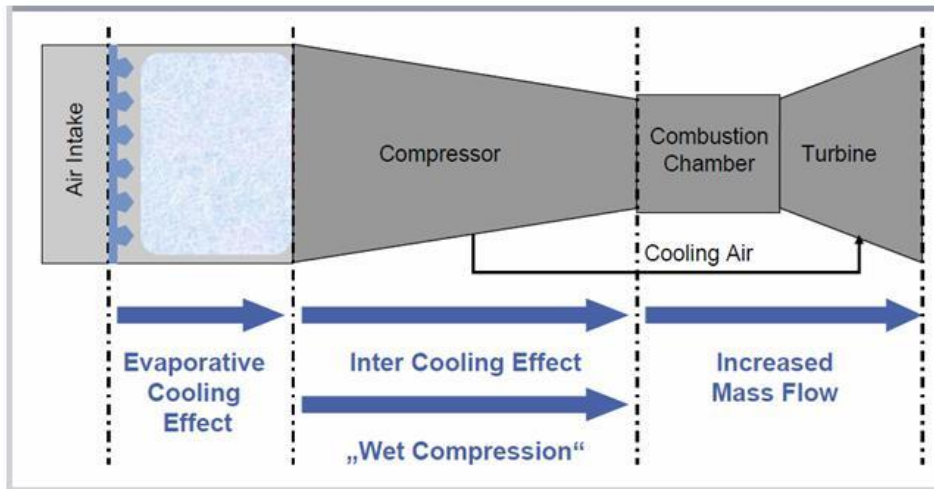 Air Intake
Compressor
Combustion
Chamber
Turbine
Cooling Air
Evaporative
Cooling
Effect
Inter Cooling Effect
„Wet Compression“
Increased
Mass Flow